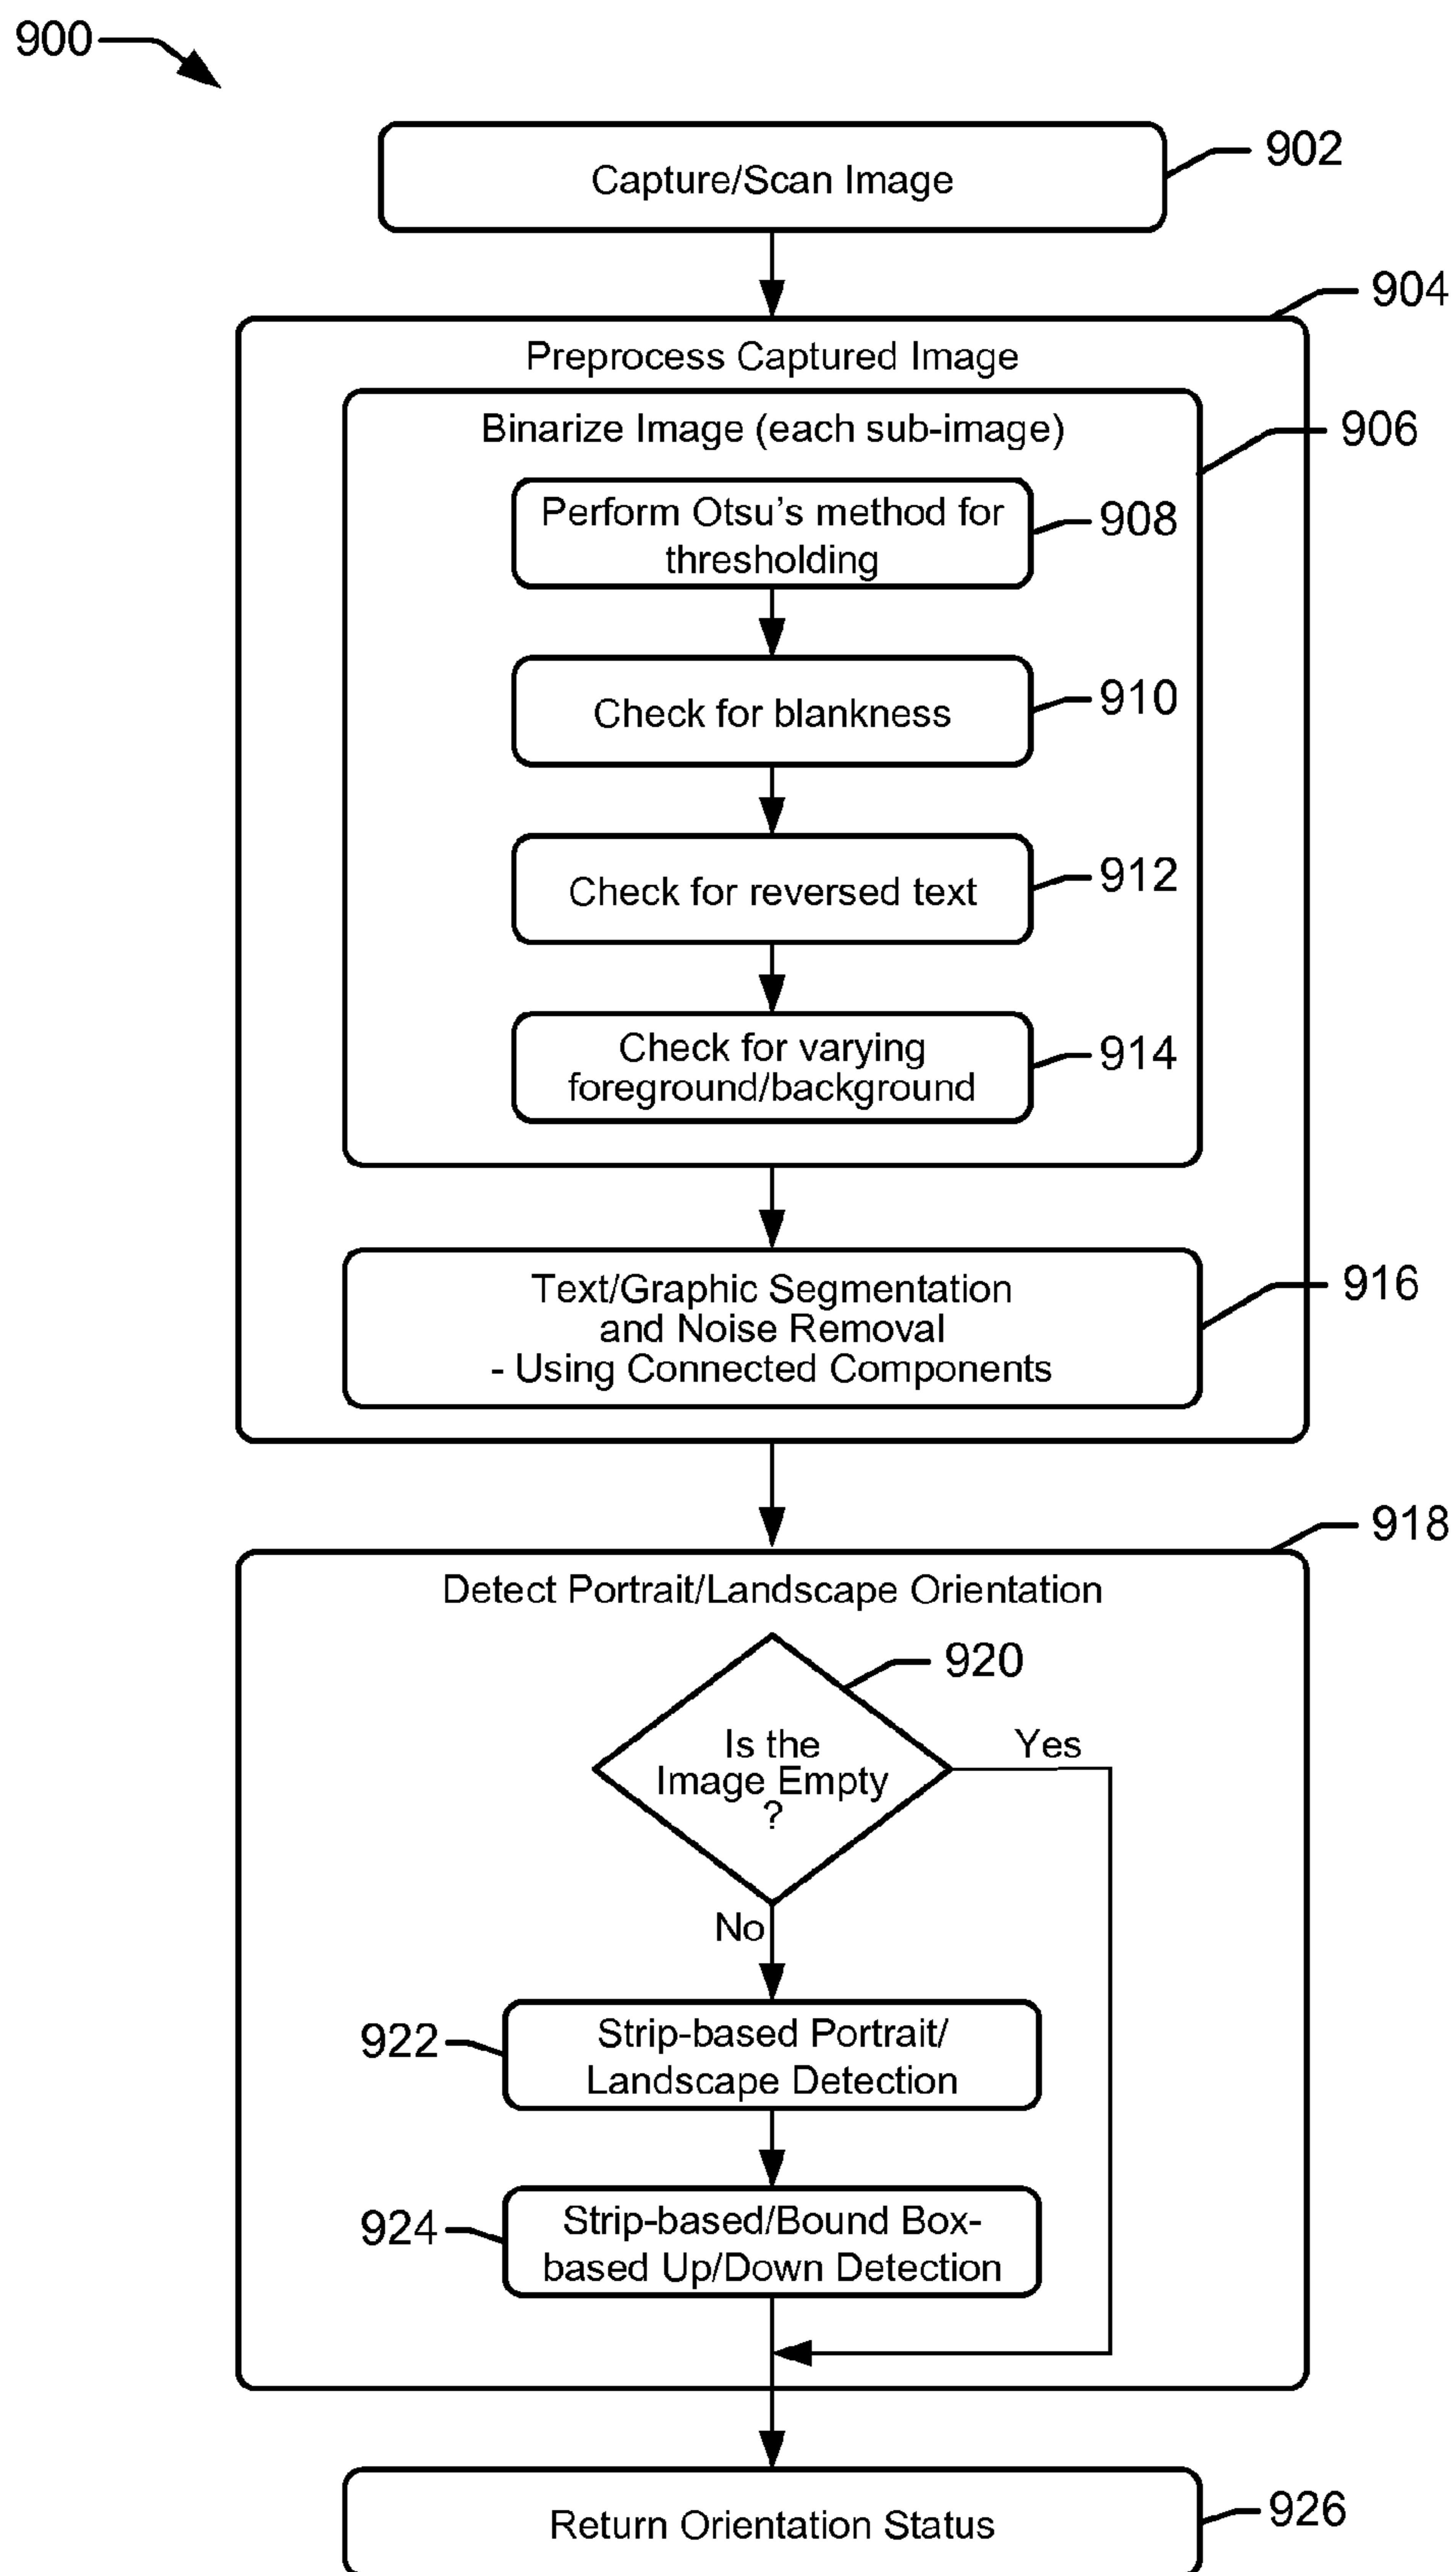 900
Capture/Scan Image
902
904
Preprocess Captured Image
Binarize Image (each sub-image)
906
Perform Otsu's method for
thresholding
908
Check for blankness
910
Check for reversed text
912
Check for varying
foreground/background
914
Text/Graphic Segmentation
and Noise Removal
- Using Connected Components
916
918
Detect Portrait/Landscape Orientation
920
Is the
Image Empty
?
Yes
No
922
Strip-based Portrait/
Landscape Detection
924
Strip-based/Bound Box-
based Up/Down Detection
Return Orientation Status
926